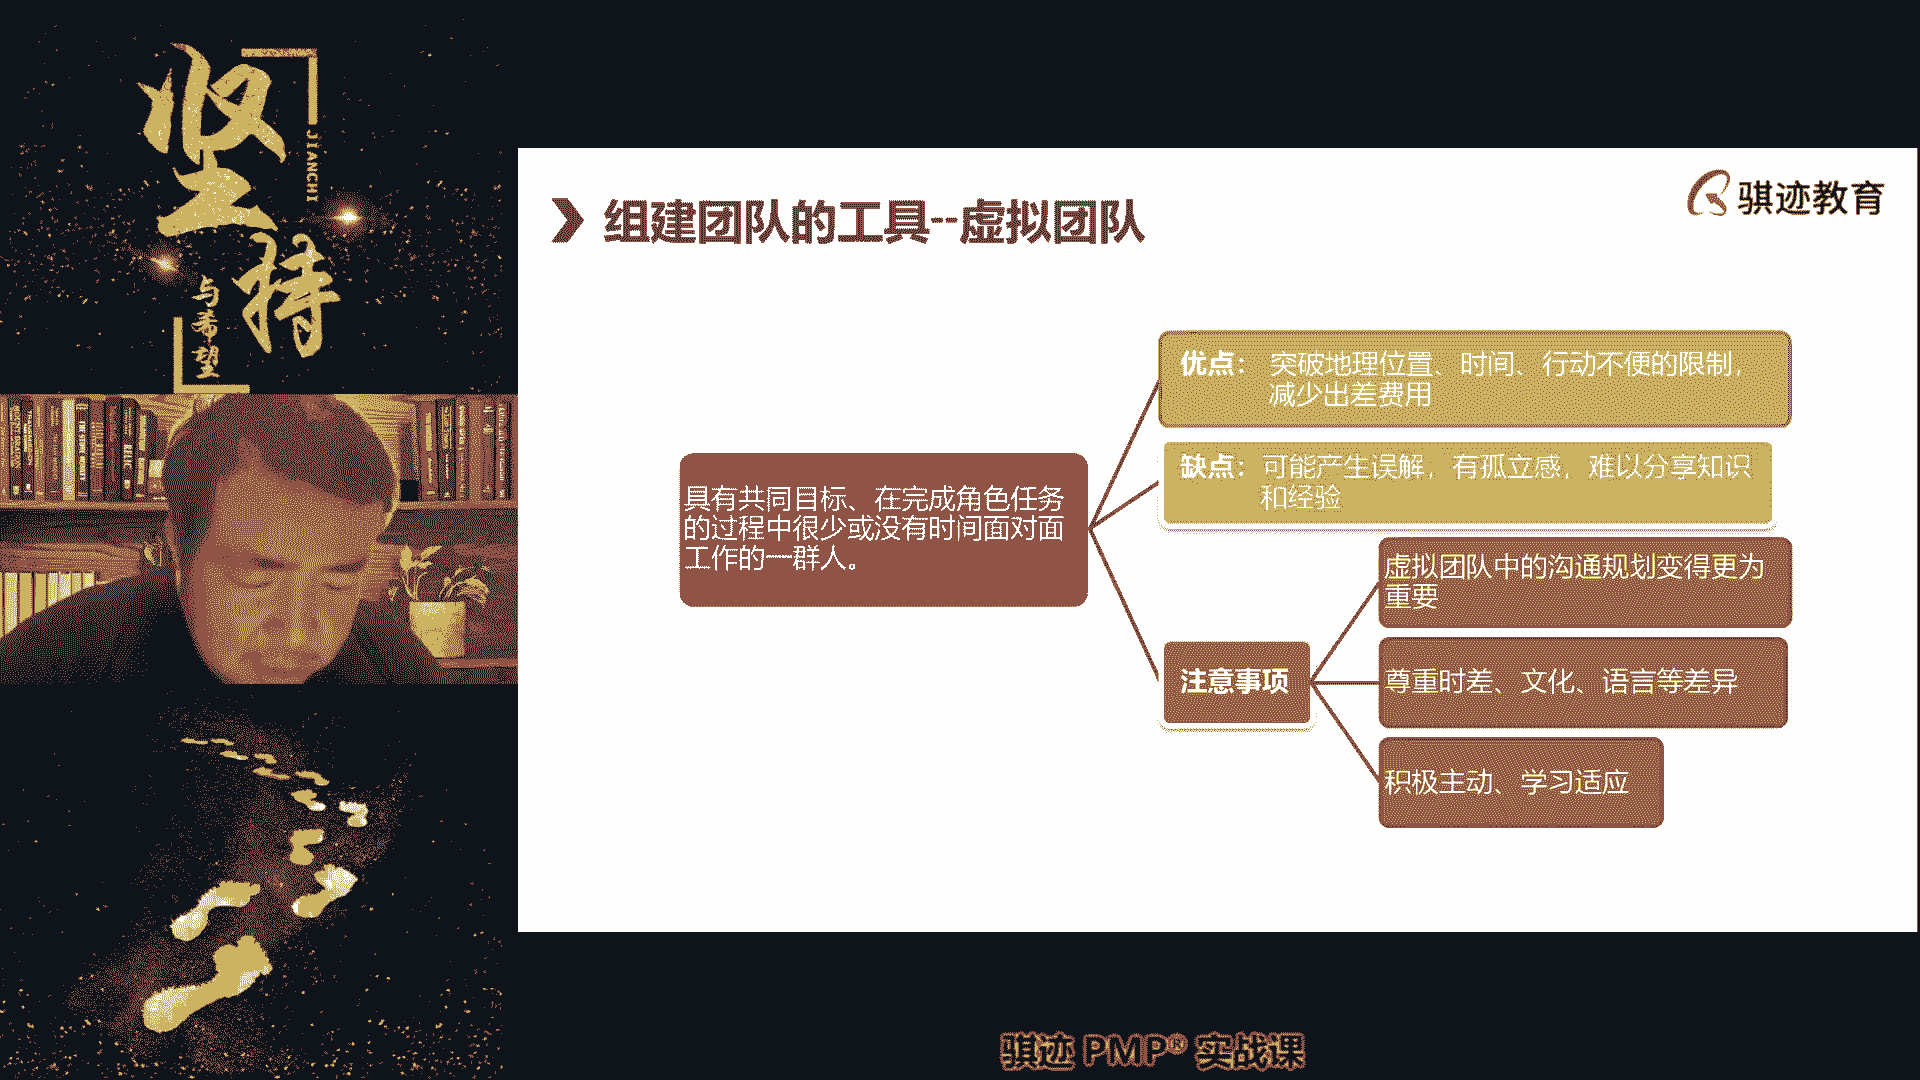 坚持
JIANCHI
与希望
骐迹教育
组建团队的工具--虚拟团队
优点： 突破地理位置、时间、行动不便的限制，
减少出差费用
缺点：可能产生误解，有孤立感，难以分享知识
和经验
具有共同目标、在完成角色任务
的过程中很少或没有时间面对面
工作的一群人。
虚拟团队中的沟通规划变得更为
重要
注意事项
尊重时差、文化、语言等差异
积极主动、学习适应
骐迹 PMP® 实战课